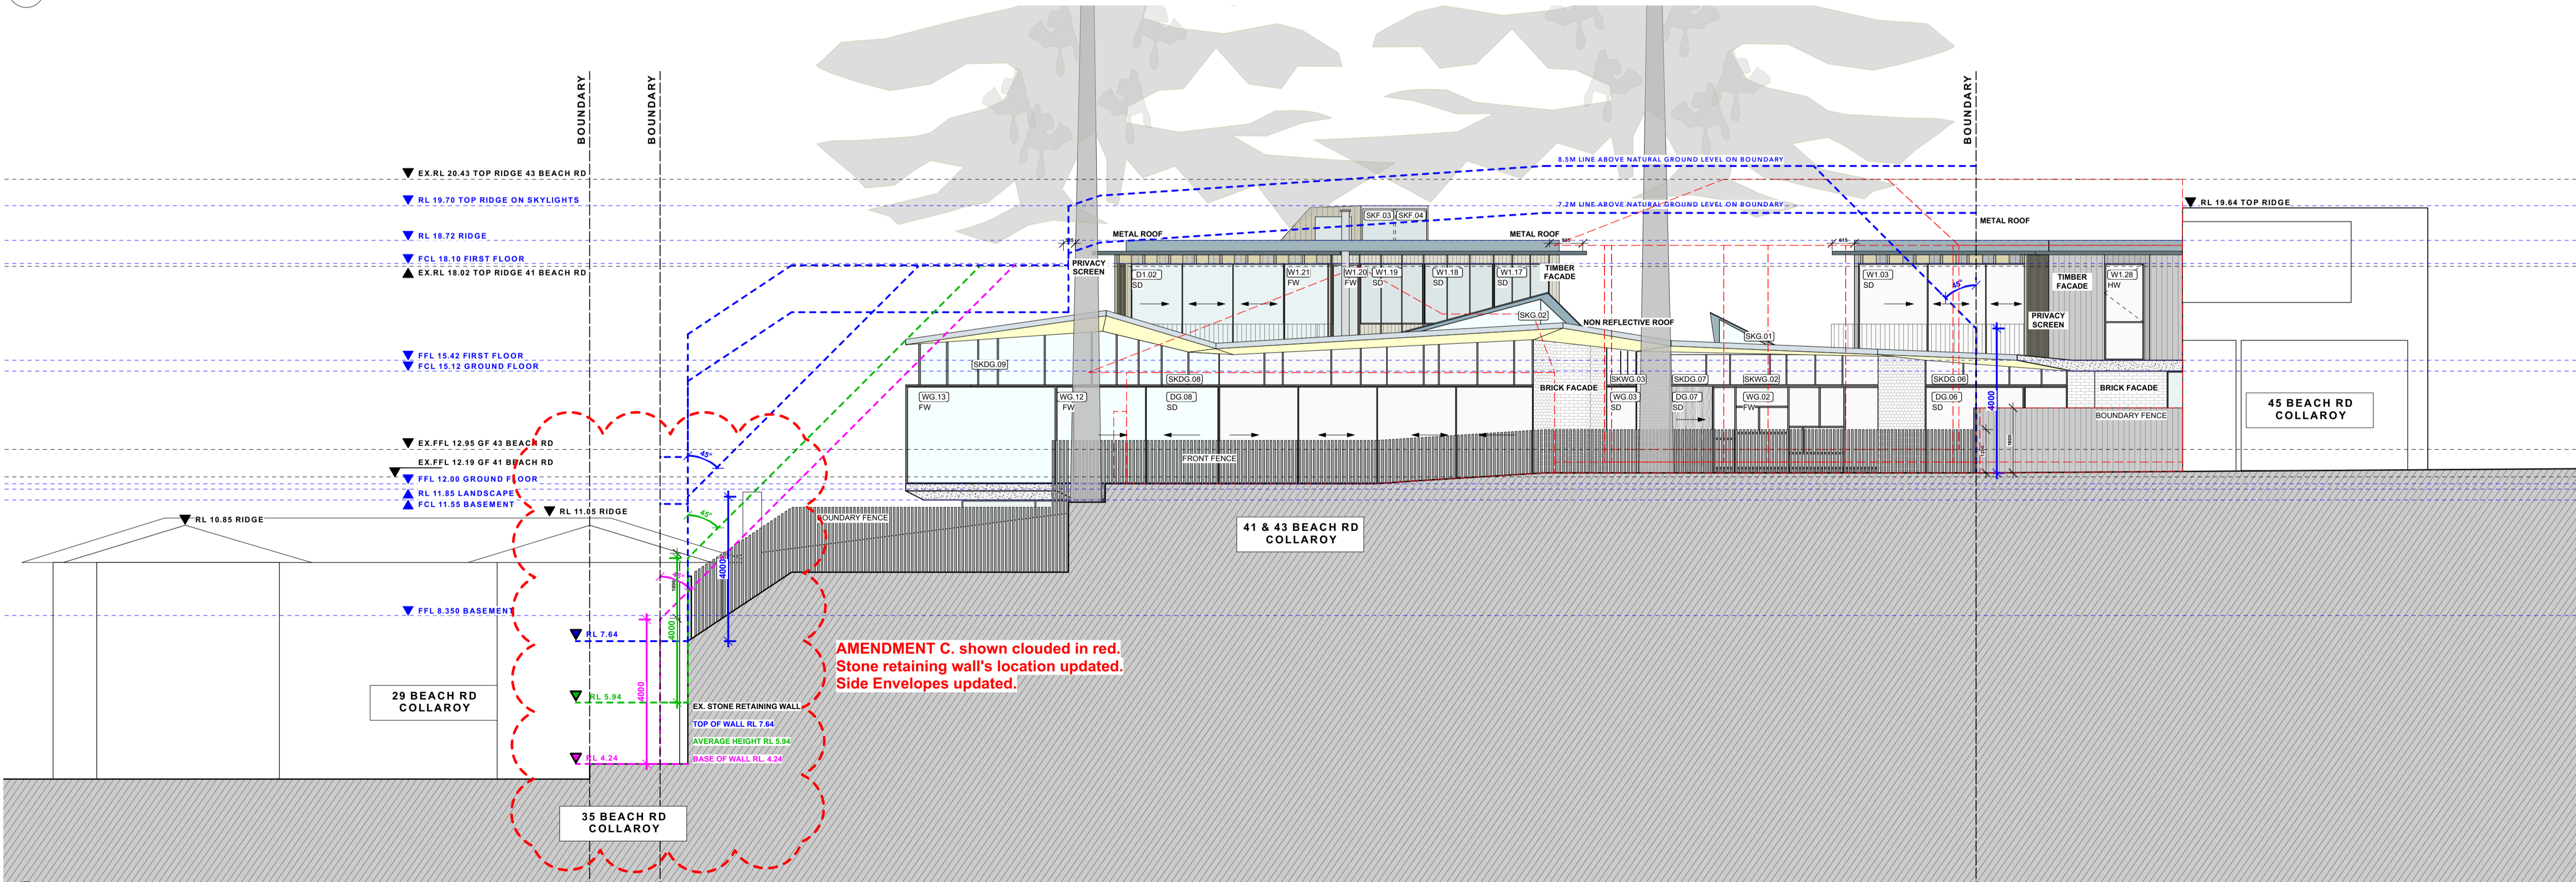 BOUNDARY
BOUNDARY
BOUNDARY
8.5M LINE ABOVE NATURAL GROUND LEVEL ON BOUNDARY
EX.RL 20.43 TOP RIDGE 43 BEACH RD
RL 19.70 TOP RIDGE ON SKYLIGHTS
7.2M LINE ABOVE NATURAL GROUND LEVEL ON BOUNDARY
RL 19.64 TOP RIDGE
SKF.03
SKF.04
METAL ROOF
RL 18.72 RIDGE
METAL ROOF
METAL ROOF
525
615
FCL 18.10 FIRST FLOOR
EX.RL 18.02 TOP RIDGE 41 BEACH RD
PRIVACY
SCREEN
D1.02
SD
W1.21
FW
W1.20
FW
W1.19
SD
W1.18
SD
W1.17
SD
TIMBER
FACADE
W1.03
SD
TIMBER
FACADE
W1.28
HW
45°
PRIVACY
SCREEN
SKG.02
NON REFLECTIVE ROOF
SKG.01
FFL 15.42 FIRST FLOOR
FCL 15.12 GROUND FLOOR
SKDG.09
SKDG.08
SKWG.03
SKDG.07
SKWG.02
SKDG.06
BRICK FACADE
BRICK FACADE
WG.13
FW
WG.12
FW
DG.08
SD
WG.03
SD
DG.07
SD
WG.02
FW
DG.06
SD
4000
45 BEACH RD
COLLAROY
BOUNDARY FENCE
1200
1800
EX.FFL 12.95 GF 43 BEACH RD
45°
FRONT FENCE
EX.FFL 12.19 GF 41 BEACH RD
FFL 12.00 GROUND FLOOR
RL 11.85 LANDSCAPE
FCL 11.55 BASEMENT
RL 10.85 RIDGE
RL 11.05 RIDGE
45°
BOUNDARY FENCE
41 & 43 BEACH RD
COLLAROY
4000
45°
1800
FFL 8.350 BASEMENT
RL 7.64
4000
4000
AMENDMENT C. shown clouded in red.
Stone retaining wall's location updated.
Side Envelopes updated.
29 BEACH RD
COLLAROY
RL 5.94
EX. STONE RETAINING WALL
TOP OF WALL RL 7.64
AVERAGE HEIGHT RL 5.94
RL 4.24
BASE OF WALL RL. 4.24
35 BEACH RD
COLLAROY